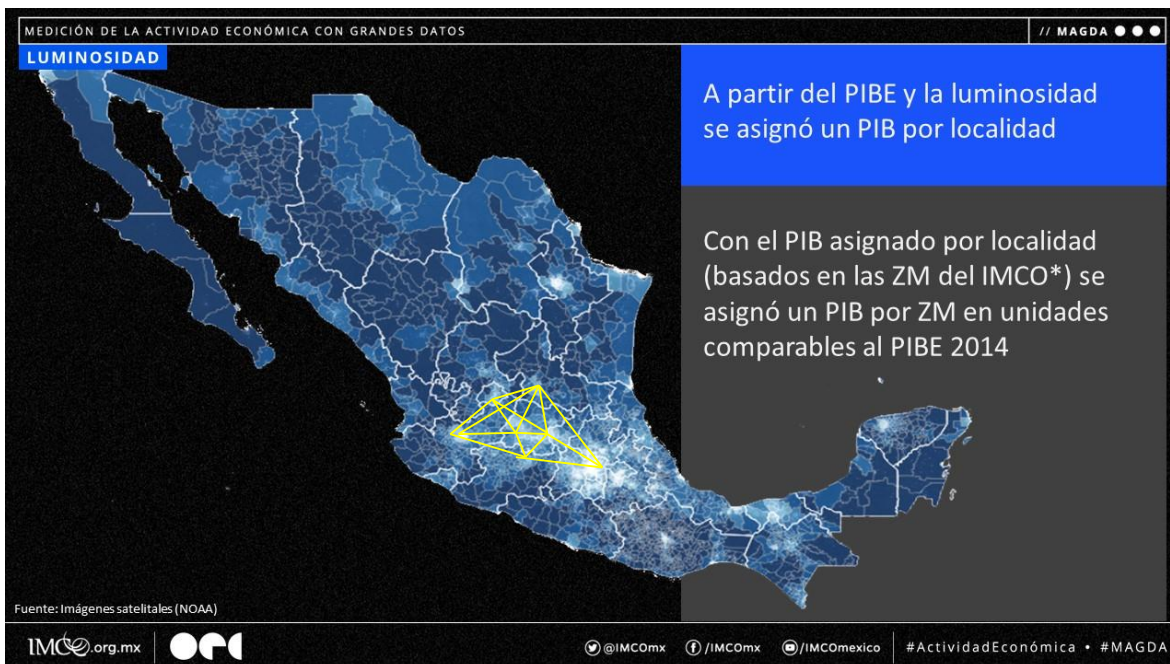 MEDICIÓN DE LA ACTIVIDAD ECONÓMICA CON GRANDES DATOS
// MAGDA
LUMINOSIDAD
A partir del PIBE y la luminosidad
se asignó un PIB por localidad
Con el PIB asignado por localidad
(basados en las ZM del IMCO*) se
asignó un PIB por ZM en unidades
comparables al PIBE 2014
Fuente: Imágenes satelitales (NOAA)
IMCO.org.mx
@IMCOmx
/IMCOmx
/IMCOmexico
#ActividadEconómica • #MAGDA